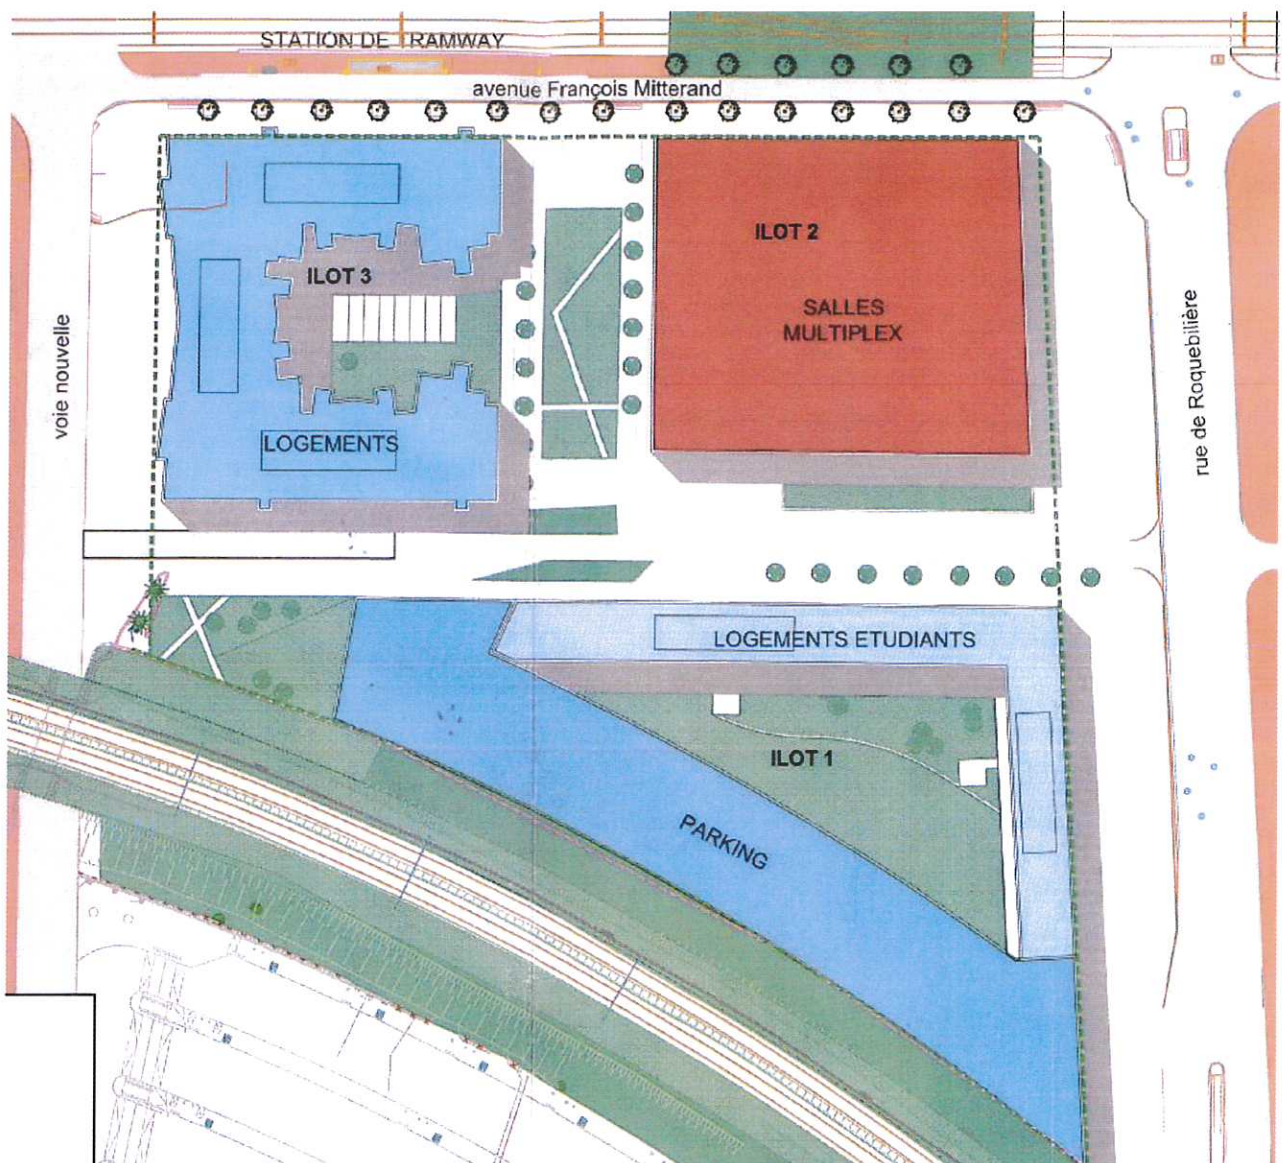 STATION DE TRAMWAY
avenue François Mitterand
ILOT 2
ILOT 3
SALLES
MULTIPLEX
voie nouvelle
rue de Roquebilière
LOGEMENTS
LOGEMENTS ETUDIANTS
ILOT 1
PARKING